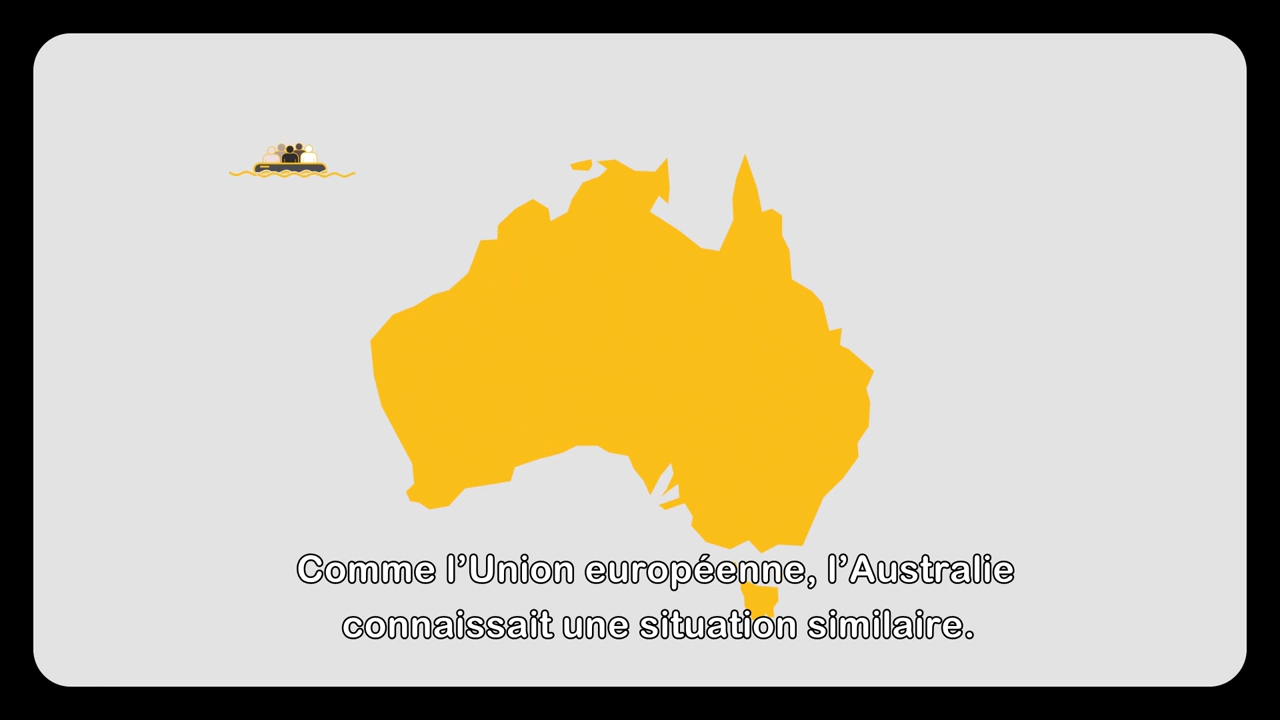 Comme l’Union européenne, l’Australie
connaissait une situation similaire.